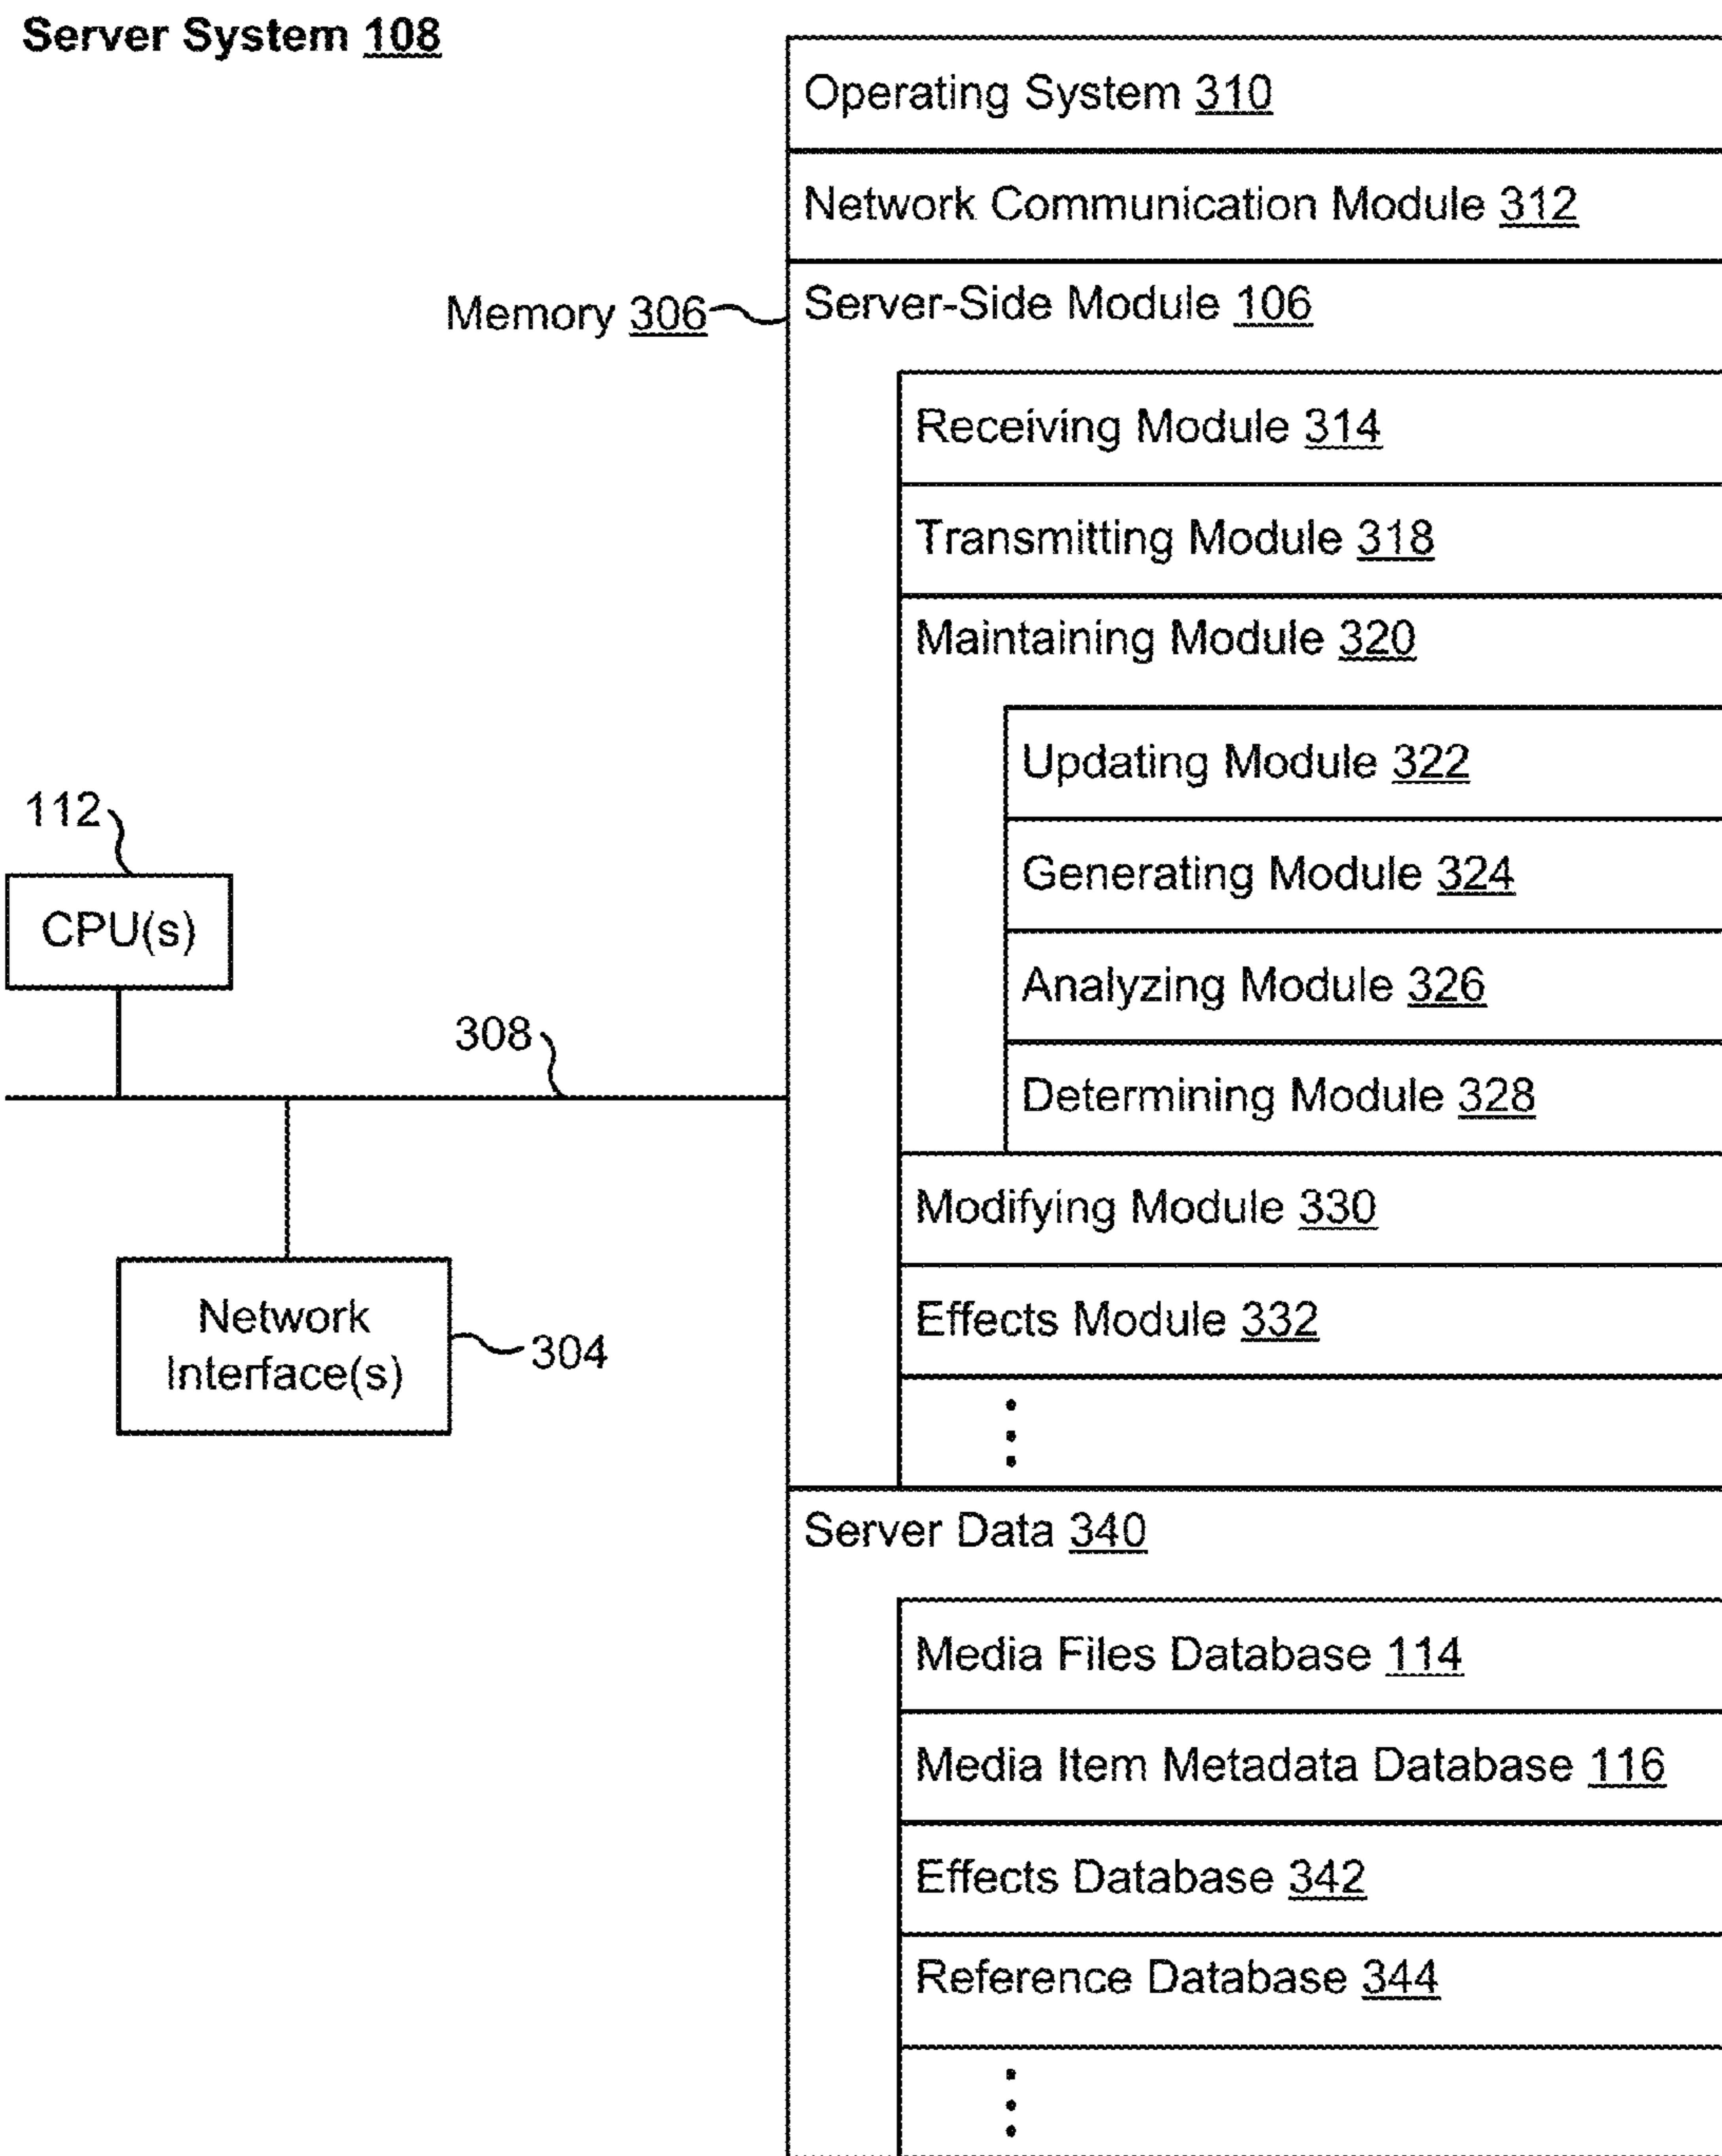 Server System 108
Operating System 310
Network Communication Module 312
Memory 306
Server-Side Module 106
Receiving Module 314
Transmitting Module 318
Maintaining Module 320
Updating Module 322
Generating Module 324
Analyzing Module 326
Determining Module 328
Modifying Module 330
Effects Module 332
112
CPU(s)
308
Network
Interface(s)
304
Server Data 340
Media Files Database 114
Media Item Metadata Database 116
Effects Database 342
Reference Database 344